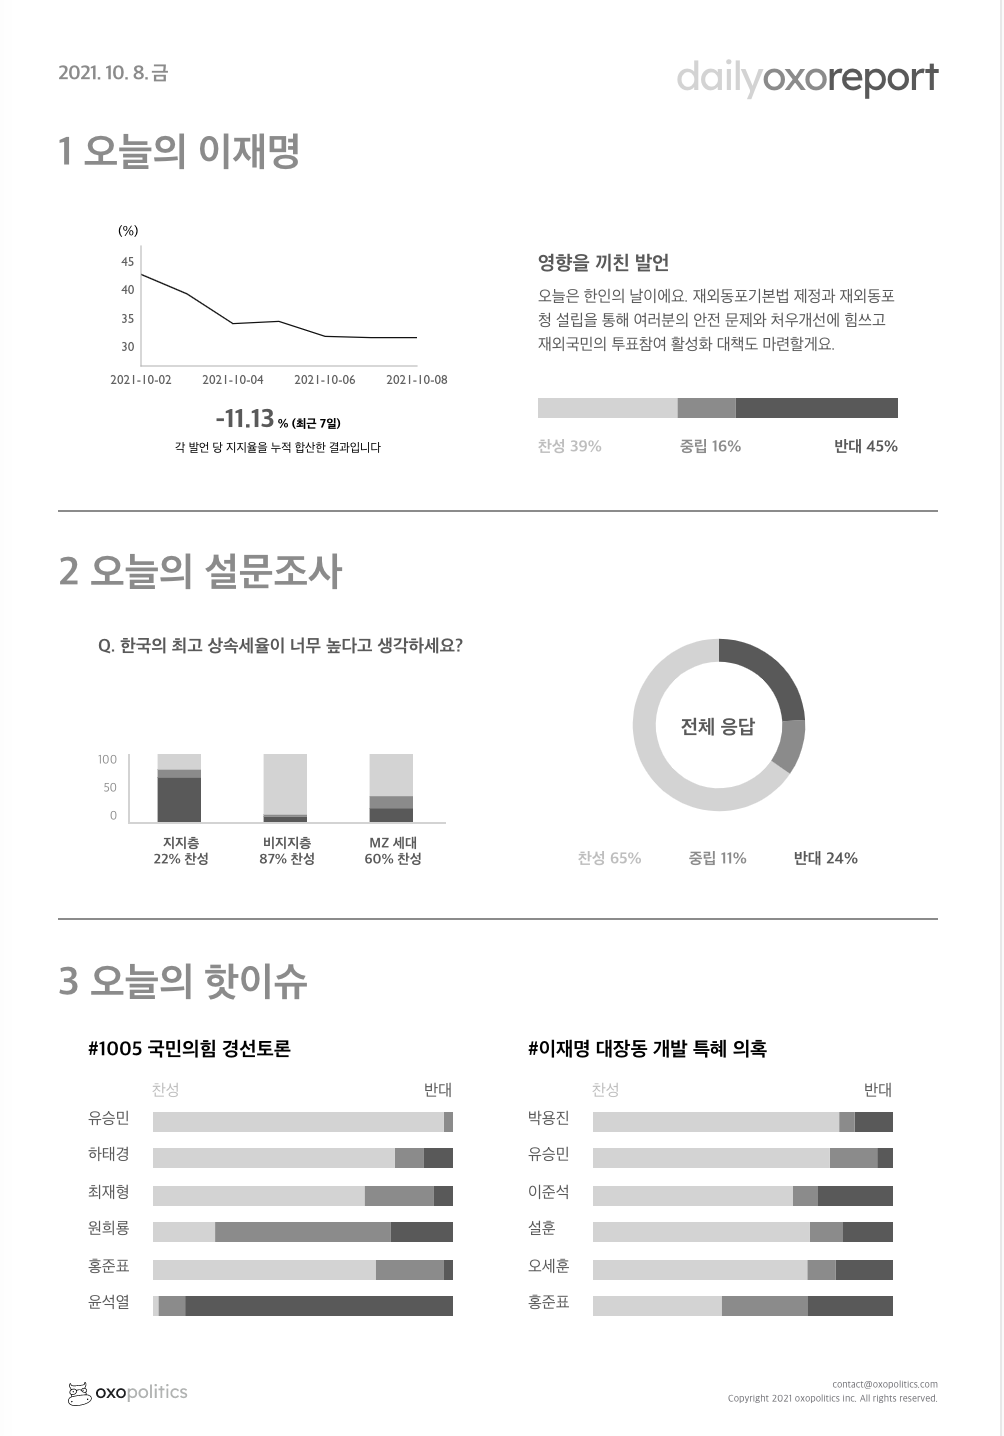 2021. 10. 8. 금
dailyoxoreport
1 오늘의 이재명
(%)
45
40
35
30
2021-10-02 2021-10-04 2021-10-06 2021-10-08
-11.13 % (최근 7일)
각 발언 당 지지율을 누적 합산한 결과입니다
영향을 끼친 발언
오늘은 한인의 날이에요. 재외동포기본법 제정과 재외동포
청 설립을 통해 여러분의 안전 문제와 처우개선에 힘쓰고
재외국민의 투표참여 활성화 대책도 마련할게요.
찬성 39% 중립 16% 반대 45%
2 오늘의 설문조사
Q. 한국의 최고 상속세율이 너무 높다고 생각하세요?
100
50
0
지지층 비지지층 MZ 세대
22% 찬성 87% 찬성 60% 찬성
전체 응답
찬성 65% 중립 11% 반대 24%
3 오늘의 핫이슈
#1005 국민의힘 경선토론
찬성 반대
유승민
하태경
최재형
원희룡
홍준표
윤석열
#이재명 대장동 개발 특혜 의혹
찬성 반대
박용진
유승민
이준석
설훈
오세훈
홍준표
oxopolitics
contact@oxopolitics.com
Copyright 2021 oxopolitics inc. All rights reserved.